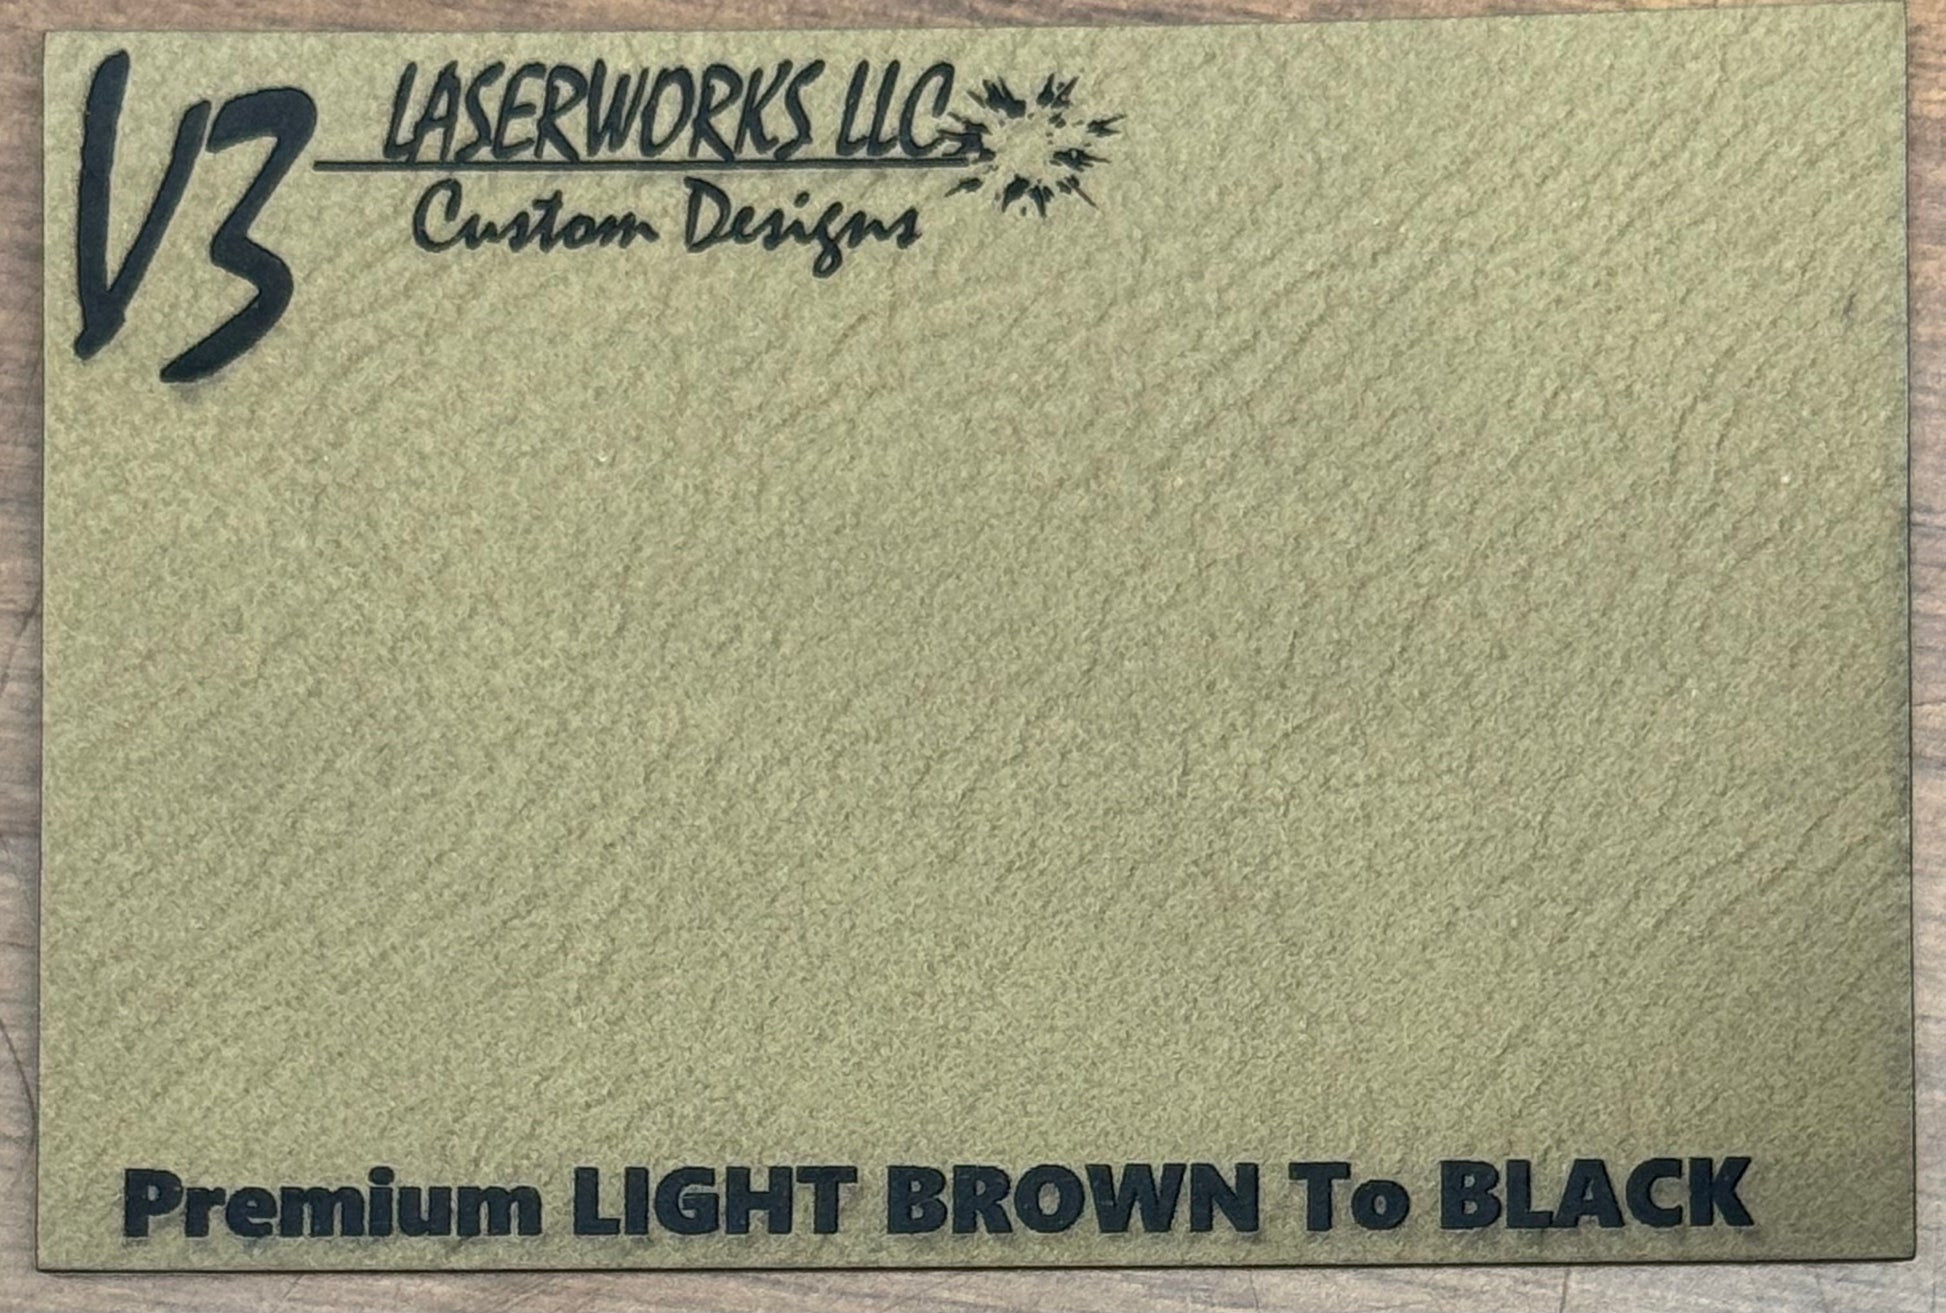 V3 LASERWORKS LLC
Custom Designs
Premium LIGHT BROWN To BLACK